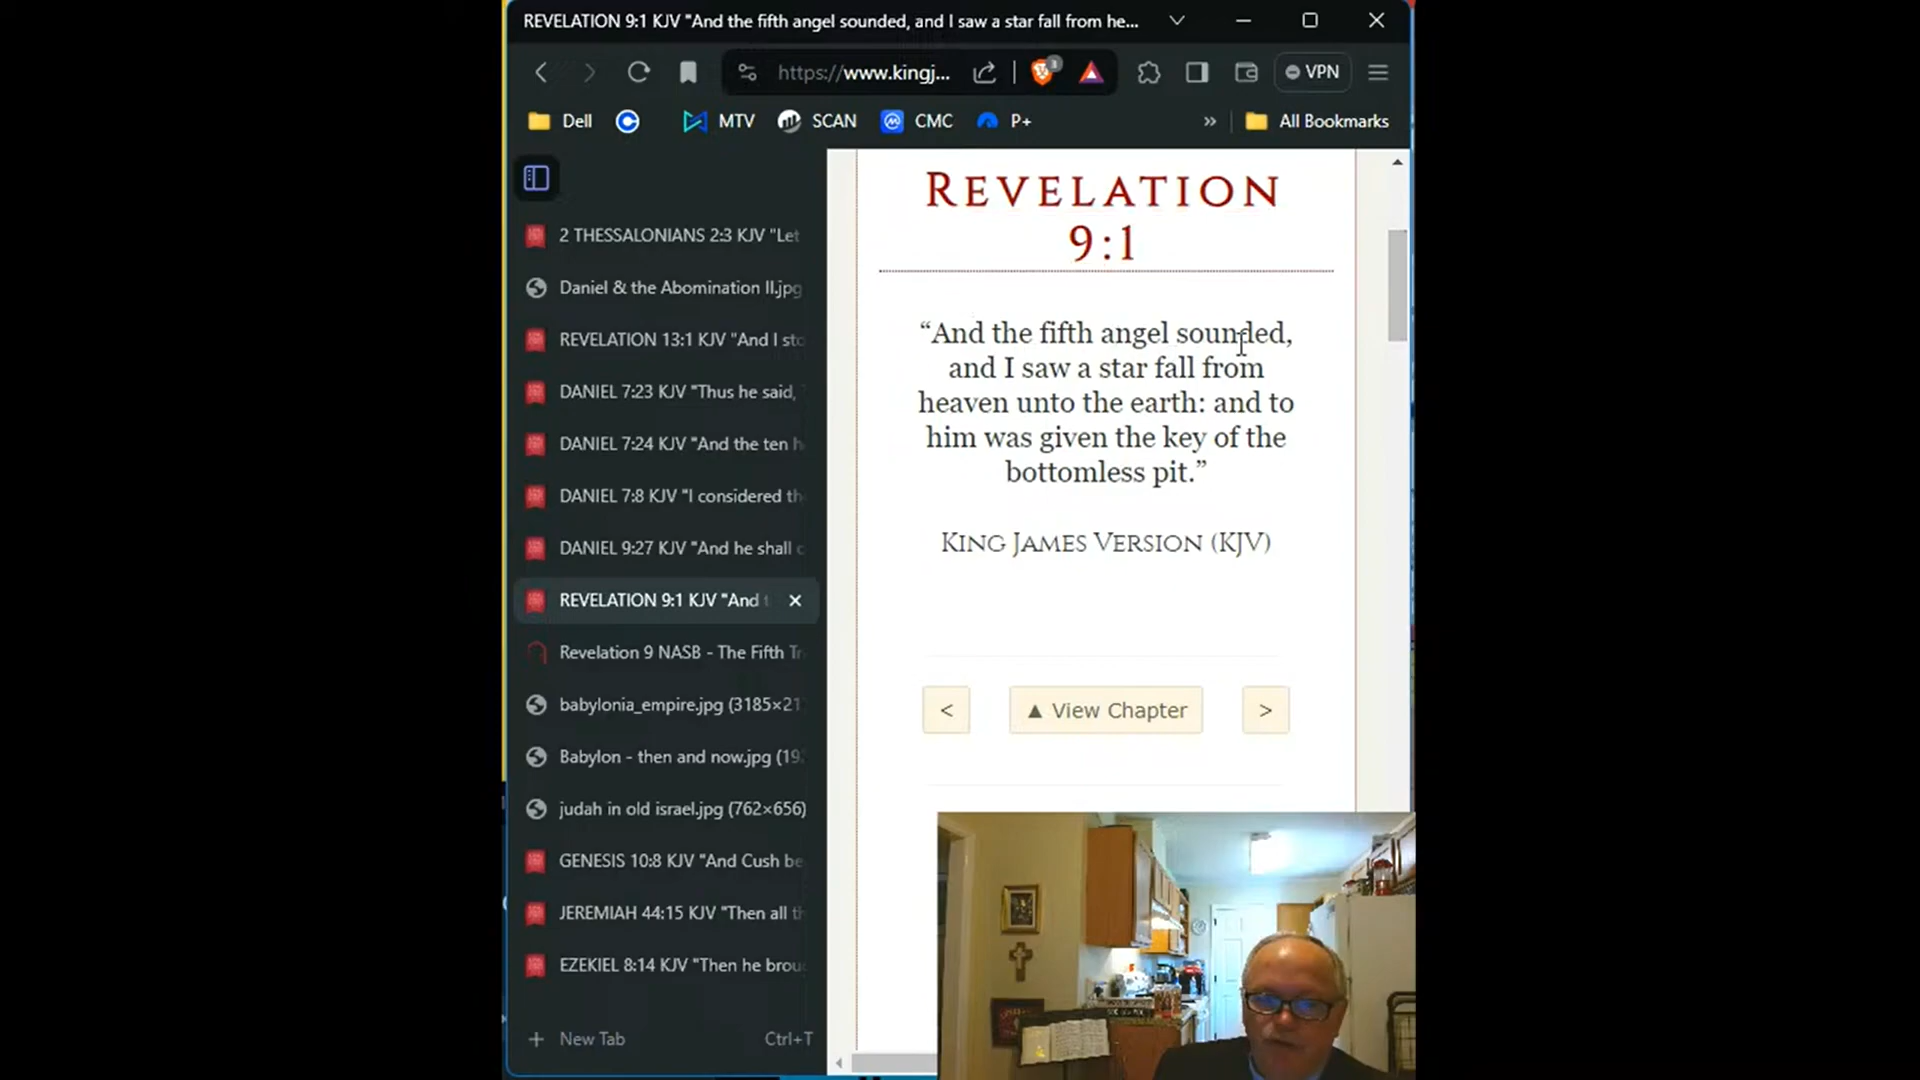 REVELATION 9:1 KJV "And the fifth angel sounded, and I saw a star fall from he...
https://www.kingj...
3
VPN
Dell
MTV
SCAN
CMC
P+
»
All Bookmarks
2 THESSALONIANS 2:3 KJV "Let
Daniel & the Abomination II.jpg
REVELATION 13:1 KJV "And I sto
DANIEL 7:23 KJV "Thus he said,
DANIEL 7:24 KJV "And the ten h
DANIEL 7:8 KJV "I considered th
DANIEL 9:27 KJV "And he shall c
REVELATION 9:1 KJV "And t
Revelation 9 NASB - The Fifth Tr
babylonia_empire.jpg (3185×21
Babylon - then and now.jpg (19
judah in old israel.jpg (762×656)
GENESIS 10:8 KJV "And Cush be
JEREMIAH 44:15 KJV "Then all t
EZEKIEL 8:14 KJV "Then he brou
+ New Tab Ctrl+T
REVELATION
9:1
“And the fifth angel sounded,
and I saw a star fall from
heaven unto the earth: and to
him was given the key of the
bottomless pit.”
KING JAMES VERSION (KJV)
<
▲ View Chapter
>